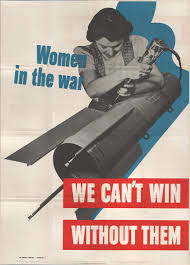 Women
in the war
WE CAN'T WIN
WITHOUT THEM